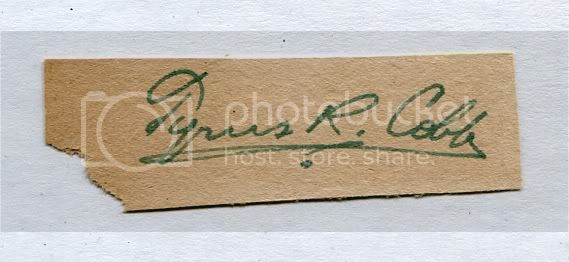 Tyrus R. Cobb
photobucket
host. store. share.